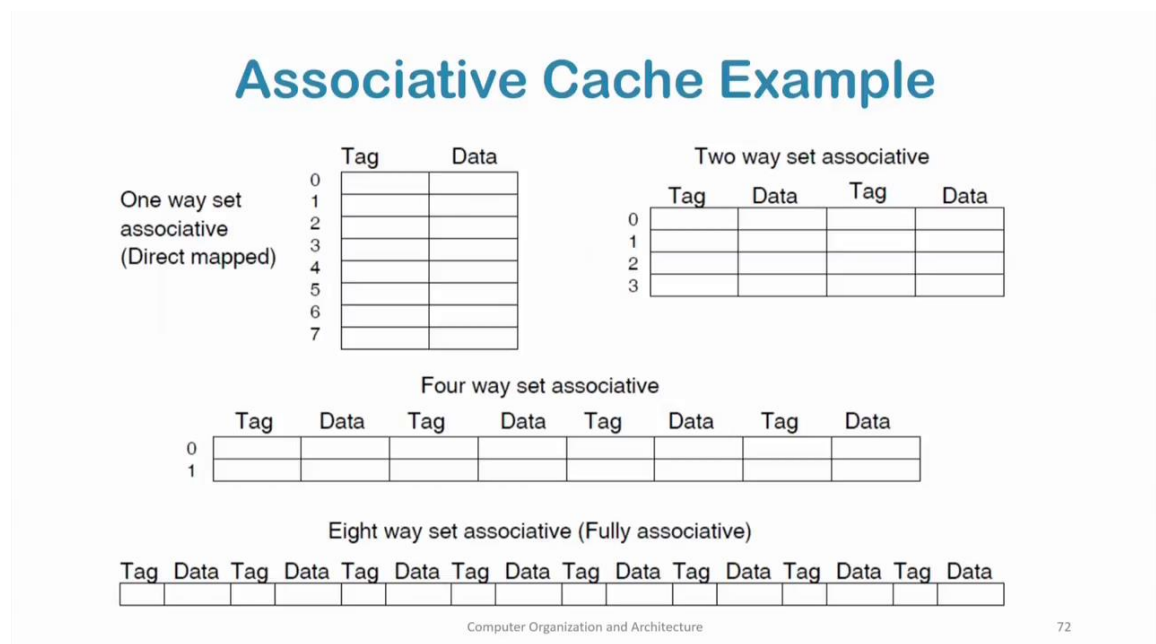 Associative Cache Example
One way set
associative
(Direct mapped)
Tag Data
0
1
2
3
4
5
6
7
Two way set associative
Tag Data Tag Data
0
1
2
3
Four way set associative
Tag Data Tag Data Tag Data Tag Data
0
1
Eight way set associative (Fully associative)
Tag Data Tag Data Tag Data Tag Data Tag Data Tag Data Tag Data Tag Data
Computer Organization and Architecture
72